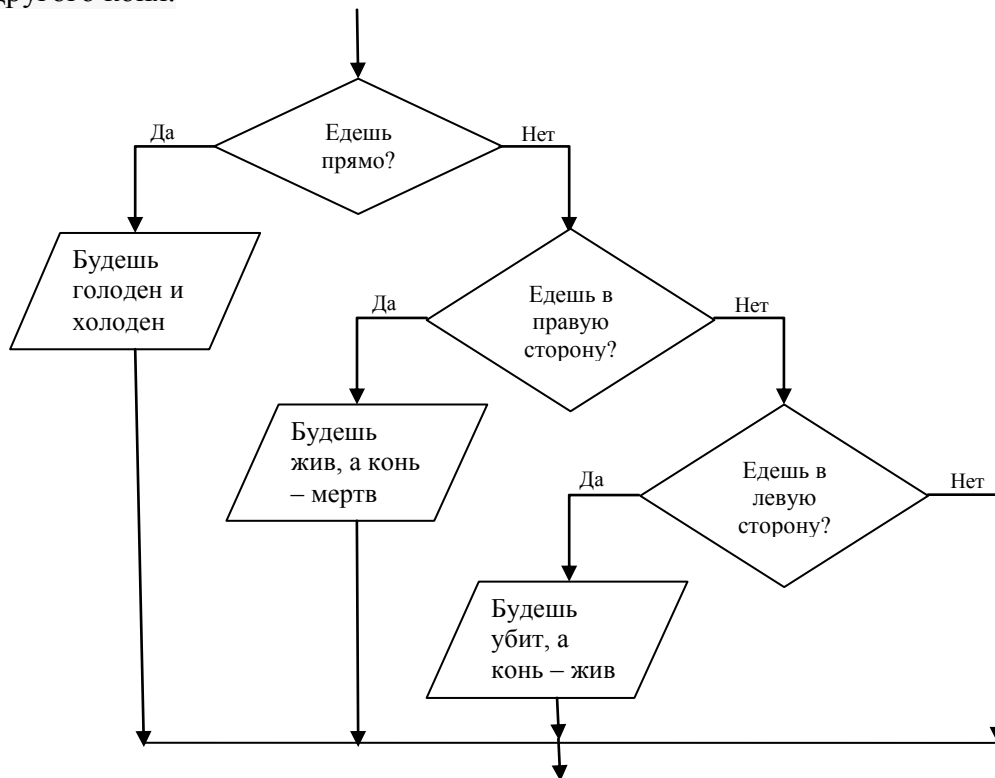 другого коня.
Едешь
прямо?
Да
Нет
Будешь
голоден и
холоден
Едешь в
правую
сторону?
Да
Нет
Будешь
жив, а конь
– мертв
Едешь в
левую
сторону?
Да
Нет
Будешь
убит, а
конь – жив